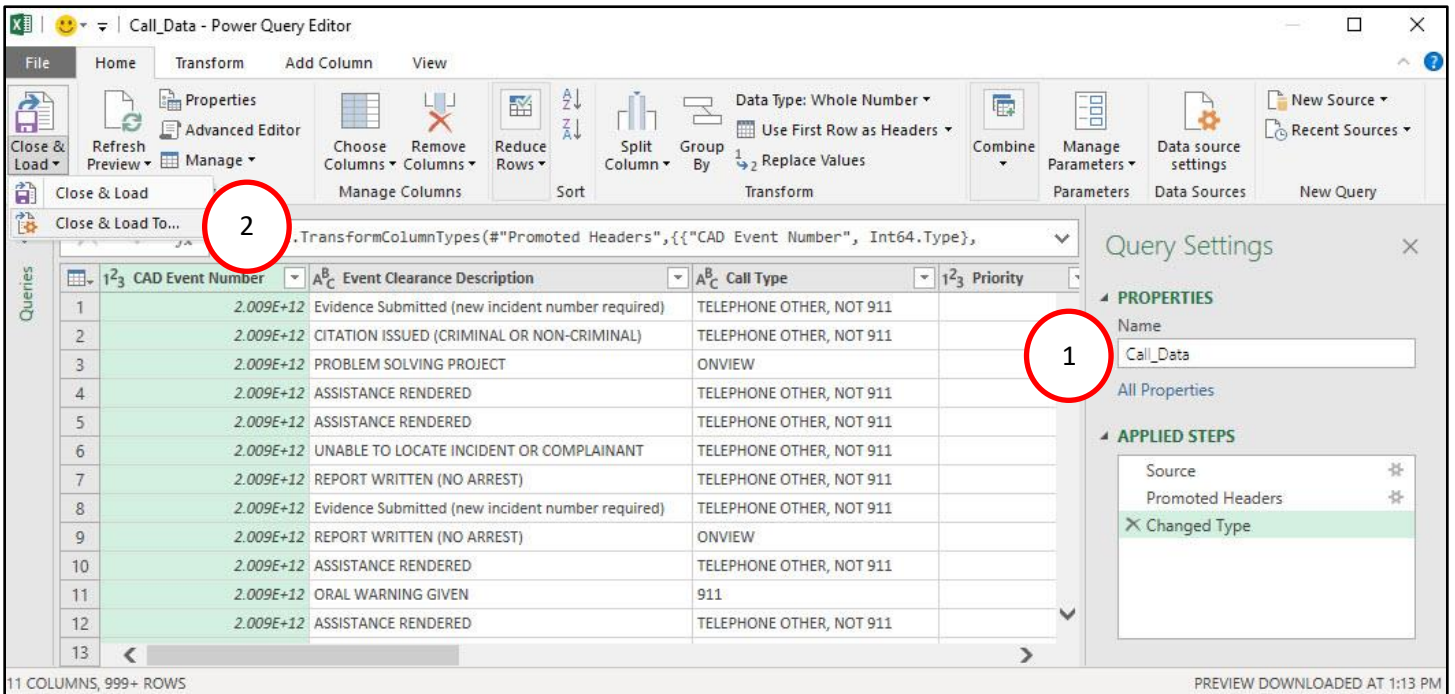 Call_Data - Power Query Editor
File Home Transform Add Column View
Close & Load
Refresh Preview
Properties
Advanced Editor
Manage
Choose Columns
Remove Columns
Manage Columns
Reduce Rows
Sort
Split Column
Group By
Data Type: Whole Number
Use First Row as Headers
1 2 Replace Values
Transform
Combine
Manage Parameters
Parameters
Data source settings
Data Sources
New Source
Recent Sources
New Query
Close & Load
Close & Load To...
2
.TransformColumnTypes(#"Promoted Headers",{{"CAD Event Number", Int64.Type},
Queries
123 CAD Event Number ABC Event Clearance Description ABC Call Type 123 Priority
1 2.009E+12 Evidence Submitted (new incident number required) TELEPHONE OTHER, NOT 911
2 2.009E+12 CITATION ISSUED (CRIMINAL OR NON-CRIMINAL) TELEPHONE OTHER, NOT 911
3 2.009E+12 PROBLEM SOLVING PROJECT ONVIEW
4 2.009E+12 ASSISTANCE RENDERED TELEPHONE OTHER, NOT 911
5 2.009E+12 ASSISTANCE RENDERED TELEPHONE OTHER, NOT 911
6 2.009E+12 UNABLE TO LOCATE INCIDENT OR COMPLAINANT TELEPHONE OTHER, NOT 911
7 2.009E+12 REPORT WRITTEN (NO ARREST) TELEPHONE OTHER, NOT 911
8 2.009E+12 Evidence Submitted (new incident number required) TELEPHONE OTHER, NOT 911
9 2.009E+12 REPORT WRITTEN (NO ARREST) ONVIEW
10 2.009E+12 ASSISTANCE RENDERED TELEPHONE OTHER, NOT 911
11 2.009E+12 ORAL WARNING GIVEN 911
12 2.009E+12 ASSISTANCE RENDERED TELEPHONE OTHER, NOT 911
13
Query Settings
PROPERTIES
Name
1
Call_Data
All Properties
APPLIED STEPS
Source
Promoted Headers
Changed Type
11 COLUMNS, 999+ ROWS
PREVIEW DOWNLOADED AT 1:13 PM